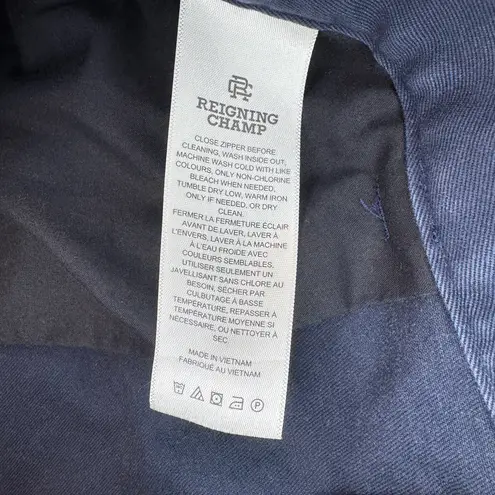 RC
REIGNING
CHAMP
CLOSE ZIPPER BEFORE
CLEANING, WASH INSIDE OUT,
MACHINE WASH COLD WITH LIKE
COLOURS, ONLY NON-CHLORINE
BLEACH WHEN NEEDED,
TUMBLE DRY LOW, WARM IRON
ONLY IF NEEDED, OR DRY
CLEAN.
FERMER LA FERMETURE ÉCLAIR
AVANT DE LAVER, LAVER À
L'ENVERS, LAVER À LA MACHINE
À L'EAU FROIDE AVEC
COULEURS SEMBLABLES,
UTILISER SEULEMENT UN
JAVELLISANT SANS CHLORE AU
BESOIN, SÉCHER PAR
CULBUTAGE À BASSE
TEMPÉRATURE, REPASSER À
TEMPÉRATURE MOYENNE SI
NÉCESSAIRE, OU NETTOYER À
SEC
MADE IN VIETNAM
FABRIQUÉ AU VIETNAM
P